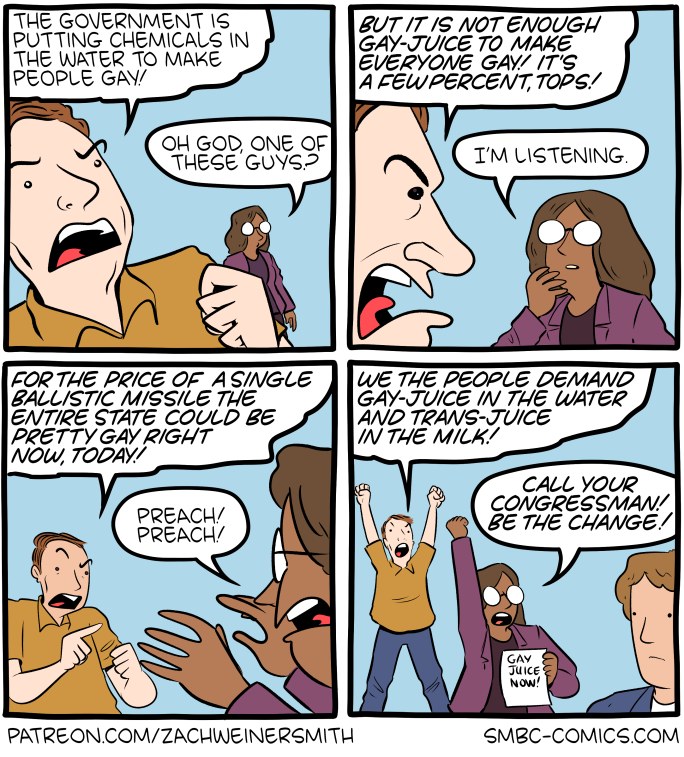 THE GOVERNMENT IS
PUTTING CHEMICALS IN
THE WATER TO MAKE
PEOPLE GAY!
OH GOD, ONE OF
THESE GUYS?
BUT IT IS NOT ENOUGH
GAY-JUICE TO MAKE
EVERYONE GAY! IT'S
A FEW PERCENT, TOPS!
I'M LISTENING.
FOR THE PRICE OF A SINGLE
BALLISTIC MISSILE THE
ENTIRE STATE COULD BE
PRETTY GAY RIGHT
NOW, TODAY!
PREACH!
PREACH!
WE THE PEOPLE DEMAND
GAY-JUICE IN THE WATER
AND TRANS-JUICE
IN THE MILK!
CALL YOUR
CONGRESSMAN!
BE THE CHANGE!
GAY
JUICE
NOW!
PATREON.COM/ZACHWEINERSMITH
SMBC-COMICS.COM